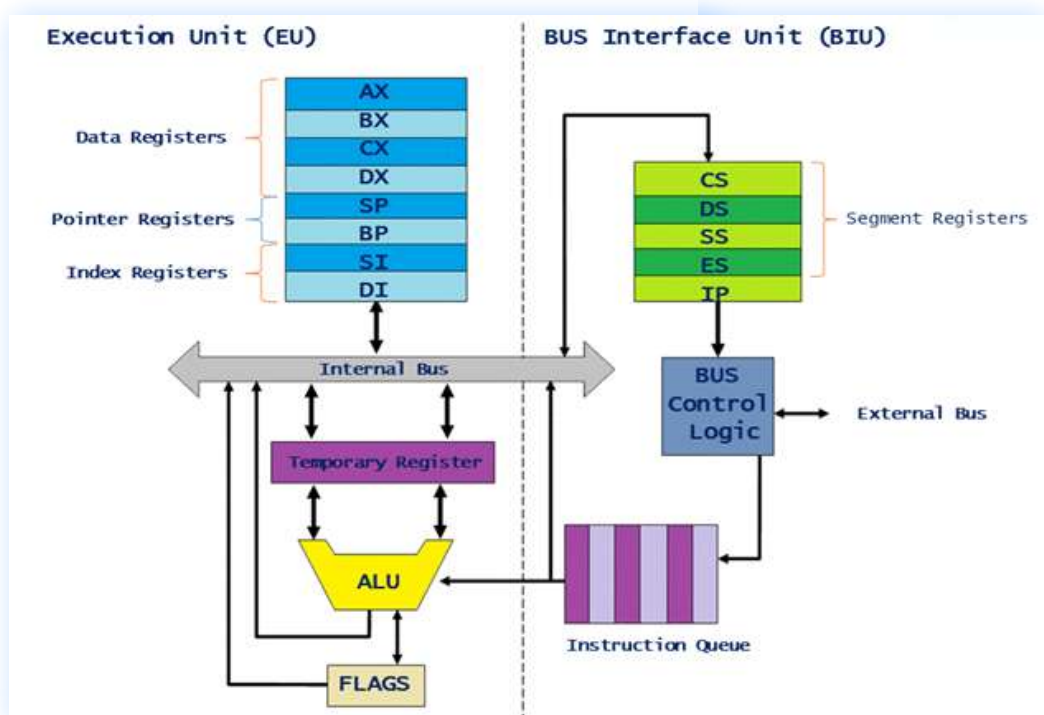 Execution Unit (EU)
BUS Interface Unit (BIU)
AX
BX
CX
DX
SP
BP
SI
DI
Data Registers
Pointer Registers
Index Registers
CS
DS
SS
ES
IP
Segment Registers
Internal Bus
BUS
Control
Logic
External Bus
Temporary Register
ALU
Instruction Queue
FLAGS